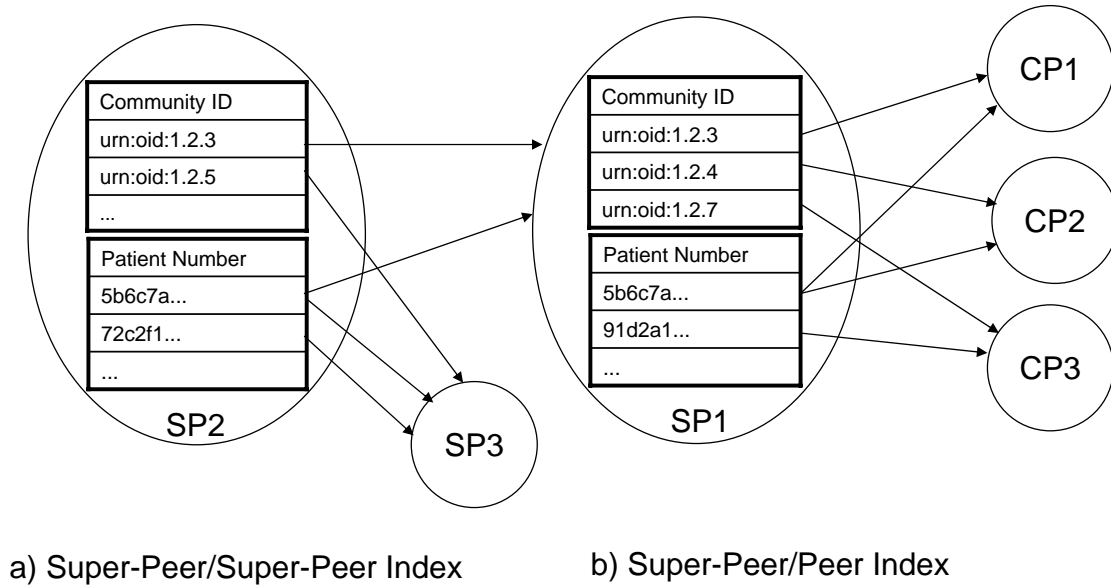 Community ID
urn:oid:1.2.3
urn:oid:1.2.5
...
Patient Number
5b6c7a...
72c2f1...
...
SP2
SP3
Community ID
urn:oid:1.2.3
urn:oid:1.2.4
urn:oid:1.2.7
Patient Number
5b6c7a...
91d2a1...
...
SP1
CP1
CP2
CP3
a) Super-Peer/Super-Peer Index
b) Super-Peer/Peer Index